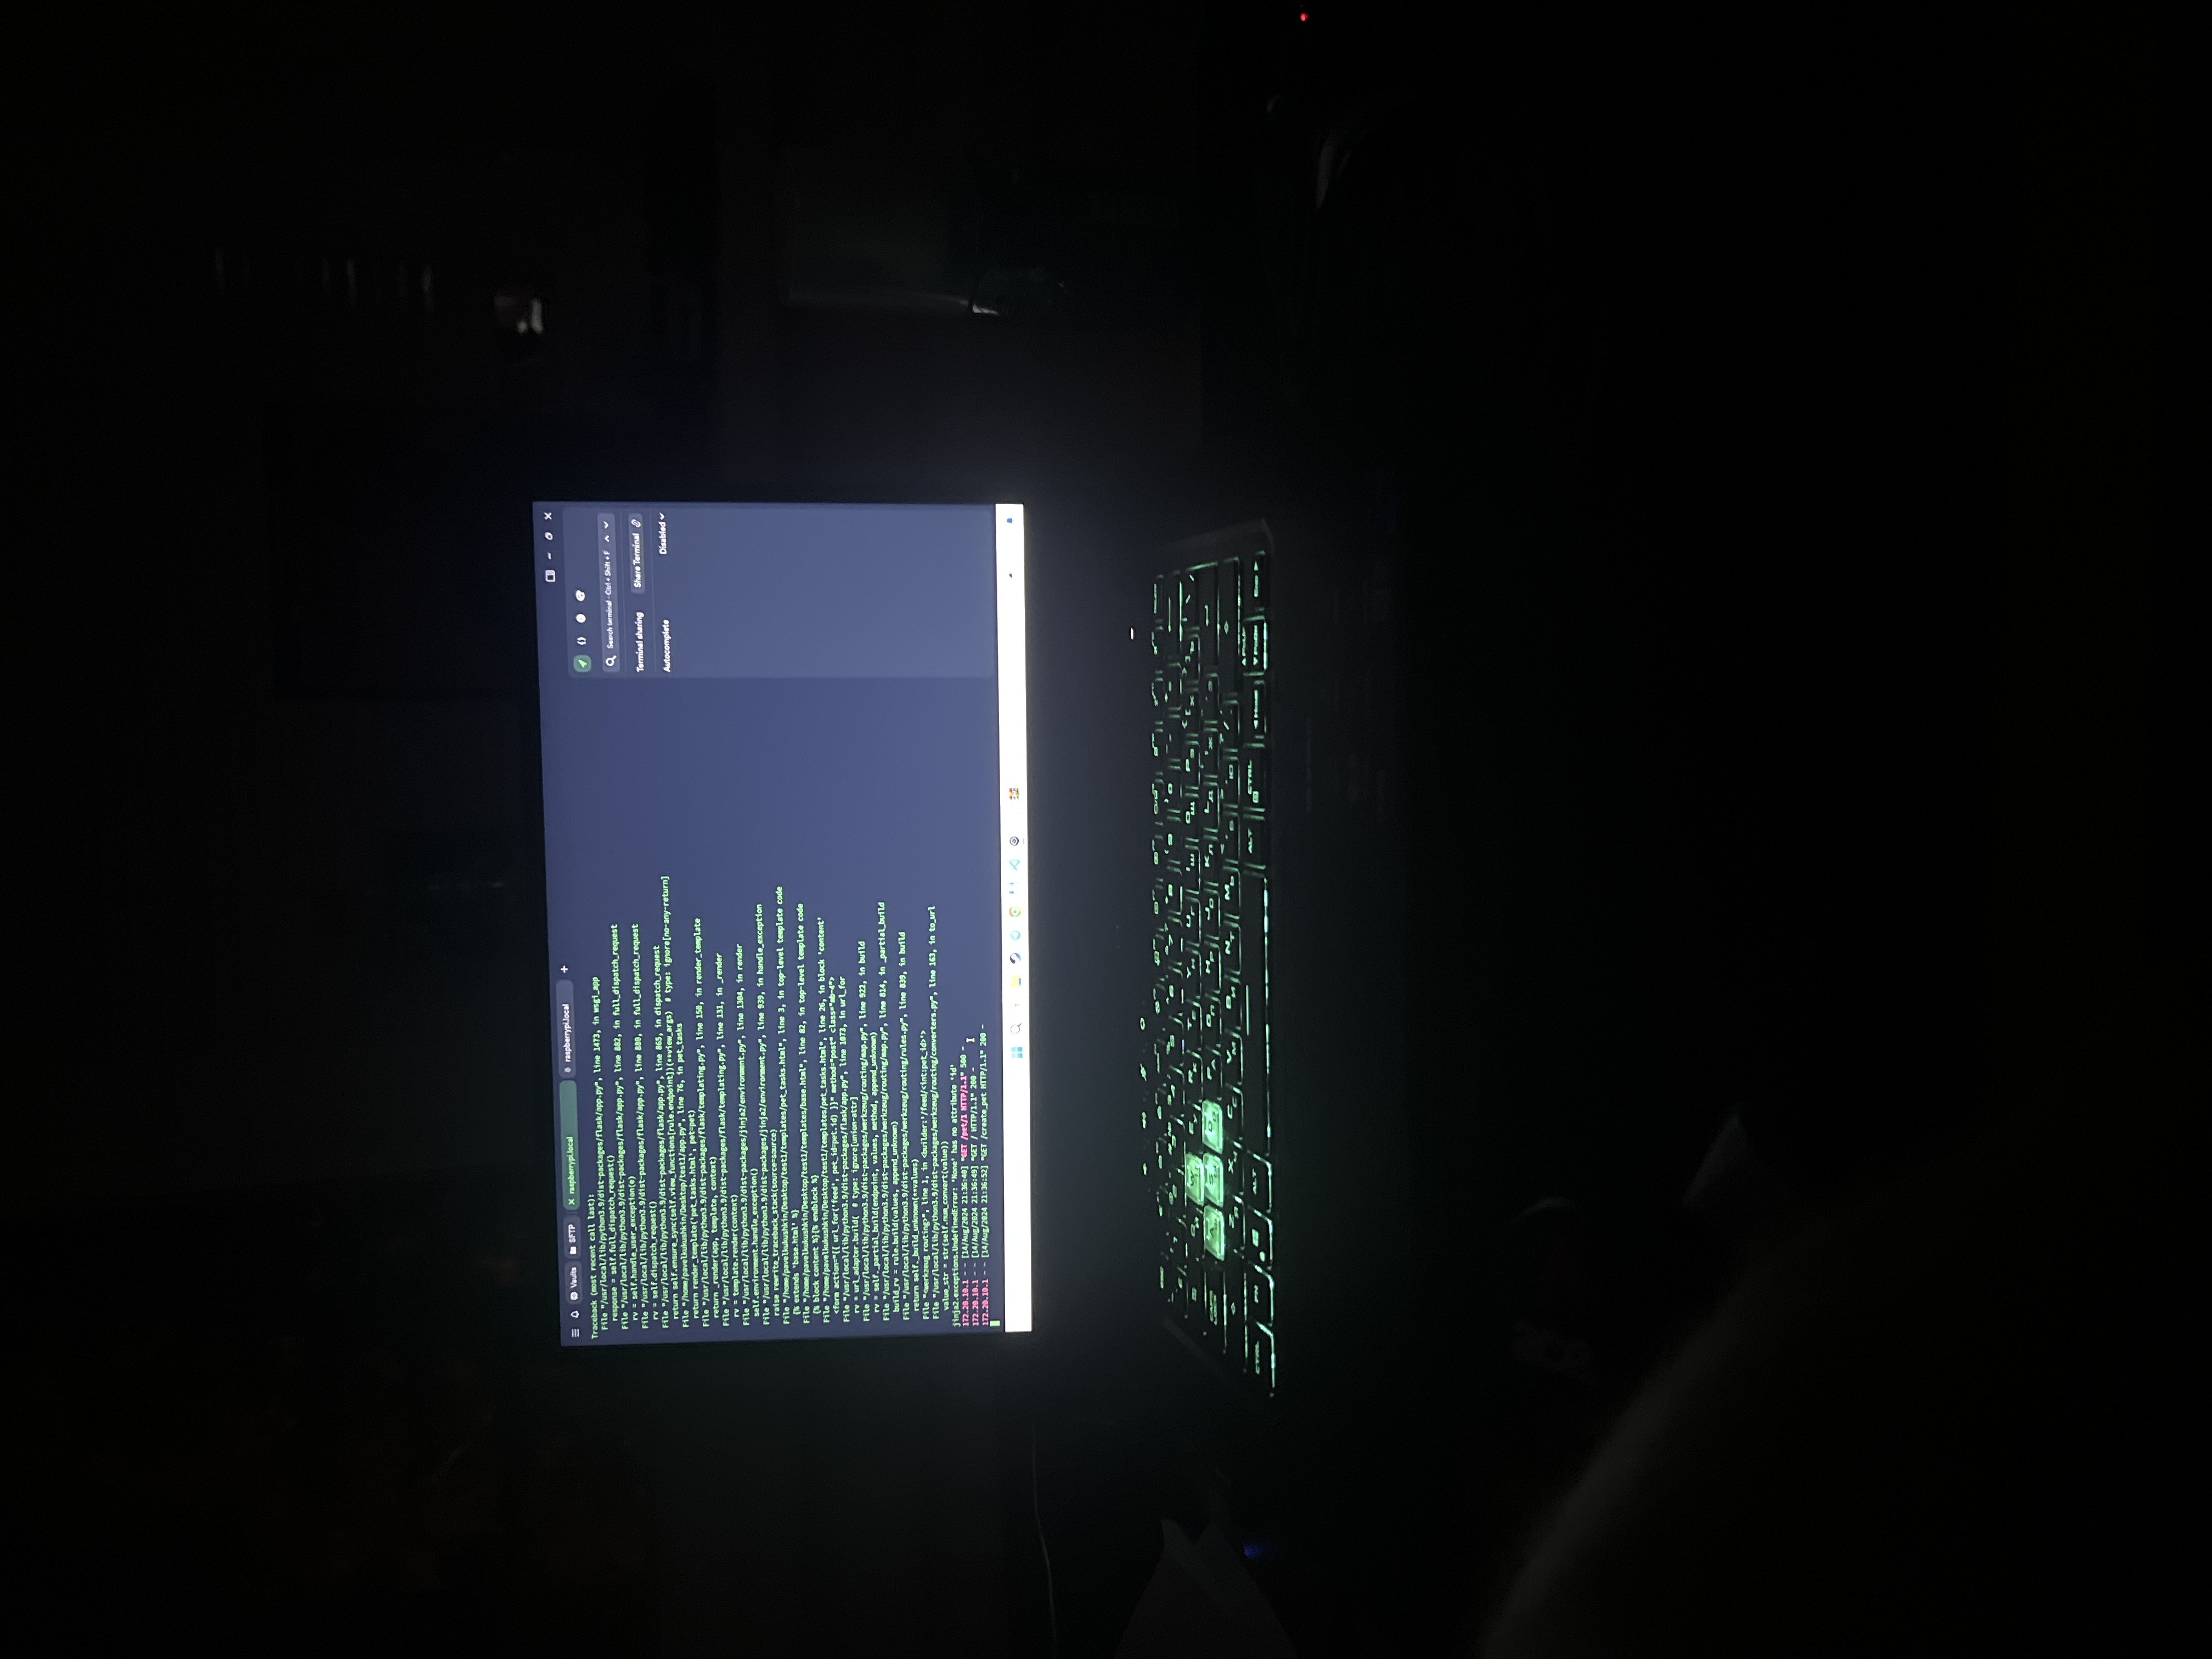 Vaults SFTP raspberrypi.local raspberrypi.local
Traceback (most recent call last):
File "/usr/local/lib/python3.9/dist-packages/flask/app.py", line 1473, in wsgi_app
response = self.full_dispatch_request()
File "/usr/local/lib/python3.9/dist-packages/flask/app.py", line 882, in full_dispatch_request
rv = self.handle_user_exception(e)
File "/usr/local/lib/python3.9/dist-packages/flask/app.py", line 880, in full_dispatch_request
rv = self.dispatch_request()
File "/usr/local/lib/python3.9/dist-packages/flask/app.py", line 865, in dispatch_request
return self.ensure_sync(self.view_functions[rule.endpoint])(**view_args) # type: ignore[no-any-return]
File "/home/pavelkukushkin/Desktop/test1/app.py", line 76, in pet_tasks
return render_template('pet_tasks.html', pet=pet)
File "/usr/local/lib/python3.9/dist-packages/flask/templating.py", line 150, in render_template
return _render(app, template, context)
File "/usr/local/lib/python3.9/dist-packages/flask/templating.py", line 131, in _render
rv = template.render(context)
File "/usr/local/lib/python3.9/dist-packages/jinja2/environment.py", line 1304, in render
self.environment.handle_exception()
File "/usr/local/lib/python3.9/dist-packages/jinja2/environment.py", line 939, in handle_exception
raise rewrite_traceback_stack(source=source)
File "/home/pavelkukushkin/Desktop/test1/templates/pet_tasks.html", line 3, in top-level template code
{% extends 'base.html' %}
File "/home/pavelkukushkin/Desktop/test1/templates/base.html", line 82, in top-level template code
{% block content %}{% endblock %}
File "/home/pavelkukushkin/Desktop/test1/templates/pet_tasks.html", line 26, in block 'content'
<form action="{{ url_for('feed', pet_id=pet.id) }}" method="post" class="mb-4">
File "/usr/local/lib/python3.9/dist-packages/flask/app.py", line 1073, in url_for
rv = url_adapter.build( # type: ignore[union-attr]
File "/usr/local/lib/python3.9/dist-packages/werkzeug/routing/map.py", line 922, in build
rv = self._partial_build(endpoint, values, method, append_unknown)
File "/usr/local/lib/python3.9/dist-packages/werkzeug/routing/map.py", line 814, in _partial_build
build_rv = rule.build(values, append_unknown)
File "/usr/local/lib/python3.9/dist-packages/werkzeug/routing/rules.py", line 839, in build
return self._build_unknown(**values)
File "<werkzeug routing>", line 1, in <builder:'/feed/<int:pet_id>'>
File "/usr/local/lib/python3.9/dist-packages/werkzeug/routing/converters.py", line 163, in to_url
value_str = str(self.num_convert(value))
jinja2.exceptions.UndefinedError: 'None' has no attribute 'id'
172.20.10.1 - - [14/Aug/2024 21:36:40] "GET /pet/1 HTTP/1.1" 500 -
172.20.10.1 - - [14/Aug/2024 21:36:49] "GET / HTTP/1.1" 200 -
172.20.10.1 - - [14/Aug/2024 21:36:52] "GET /create_pet HTTP/1.1" 200 -
Search terminal - Ctrl + Shift + F
Terminal sharing Share Terminal
Autocomplete Disabled
CAPS LOCK
CTRL FN ALT ALT CTRL Home PgDn End